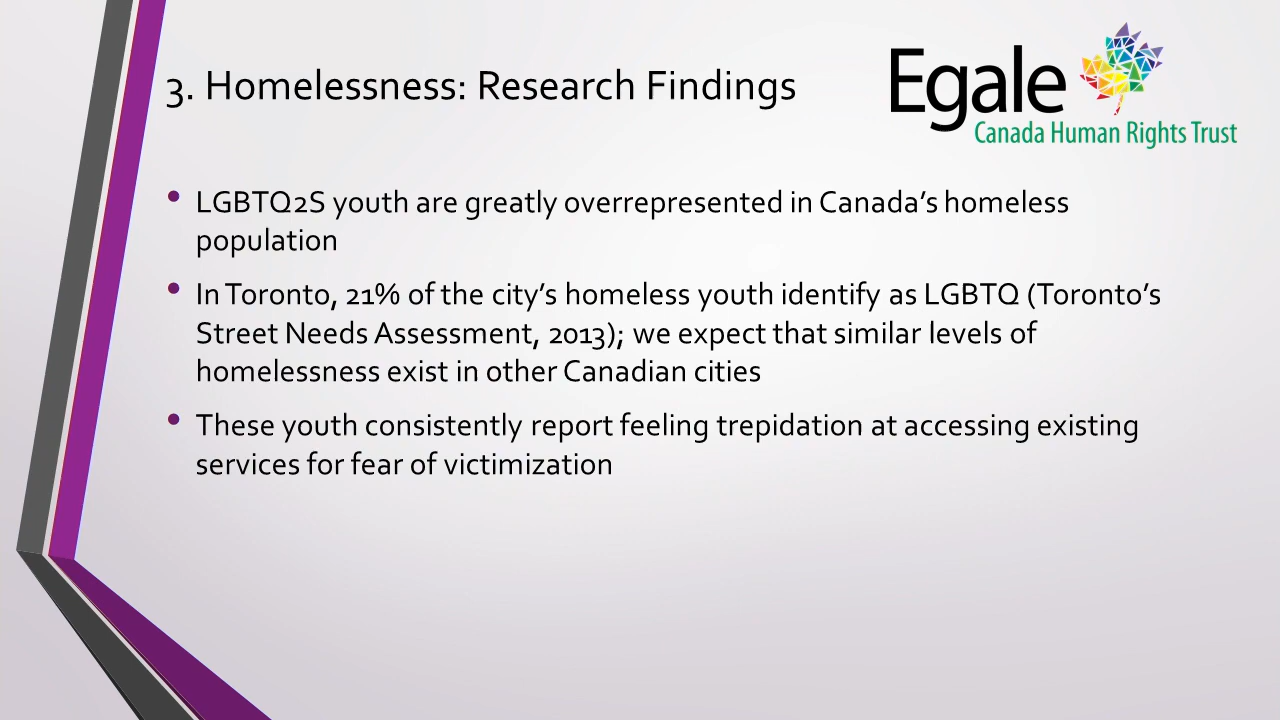 3. Homelessness: Research Findings
Egale
Canada Human Rights Trust
• LGBTQ2S youth are greatly overrepresented in Canada’s homeless
population
• In Toronto, 21% of the city’s homeless youth identify as LGBTQ (Toronto’s
Street Needs Assessment, 2013); we expect that similar levels of
homelessness exist in other Canadian cities
• These youth consistently report feeling trepidation at accessing existing
services for fear of victimization